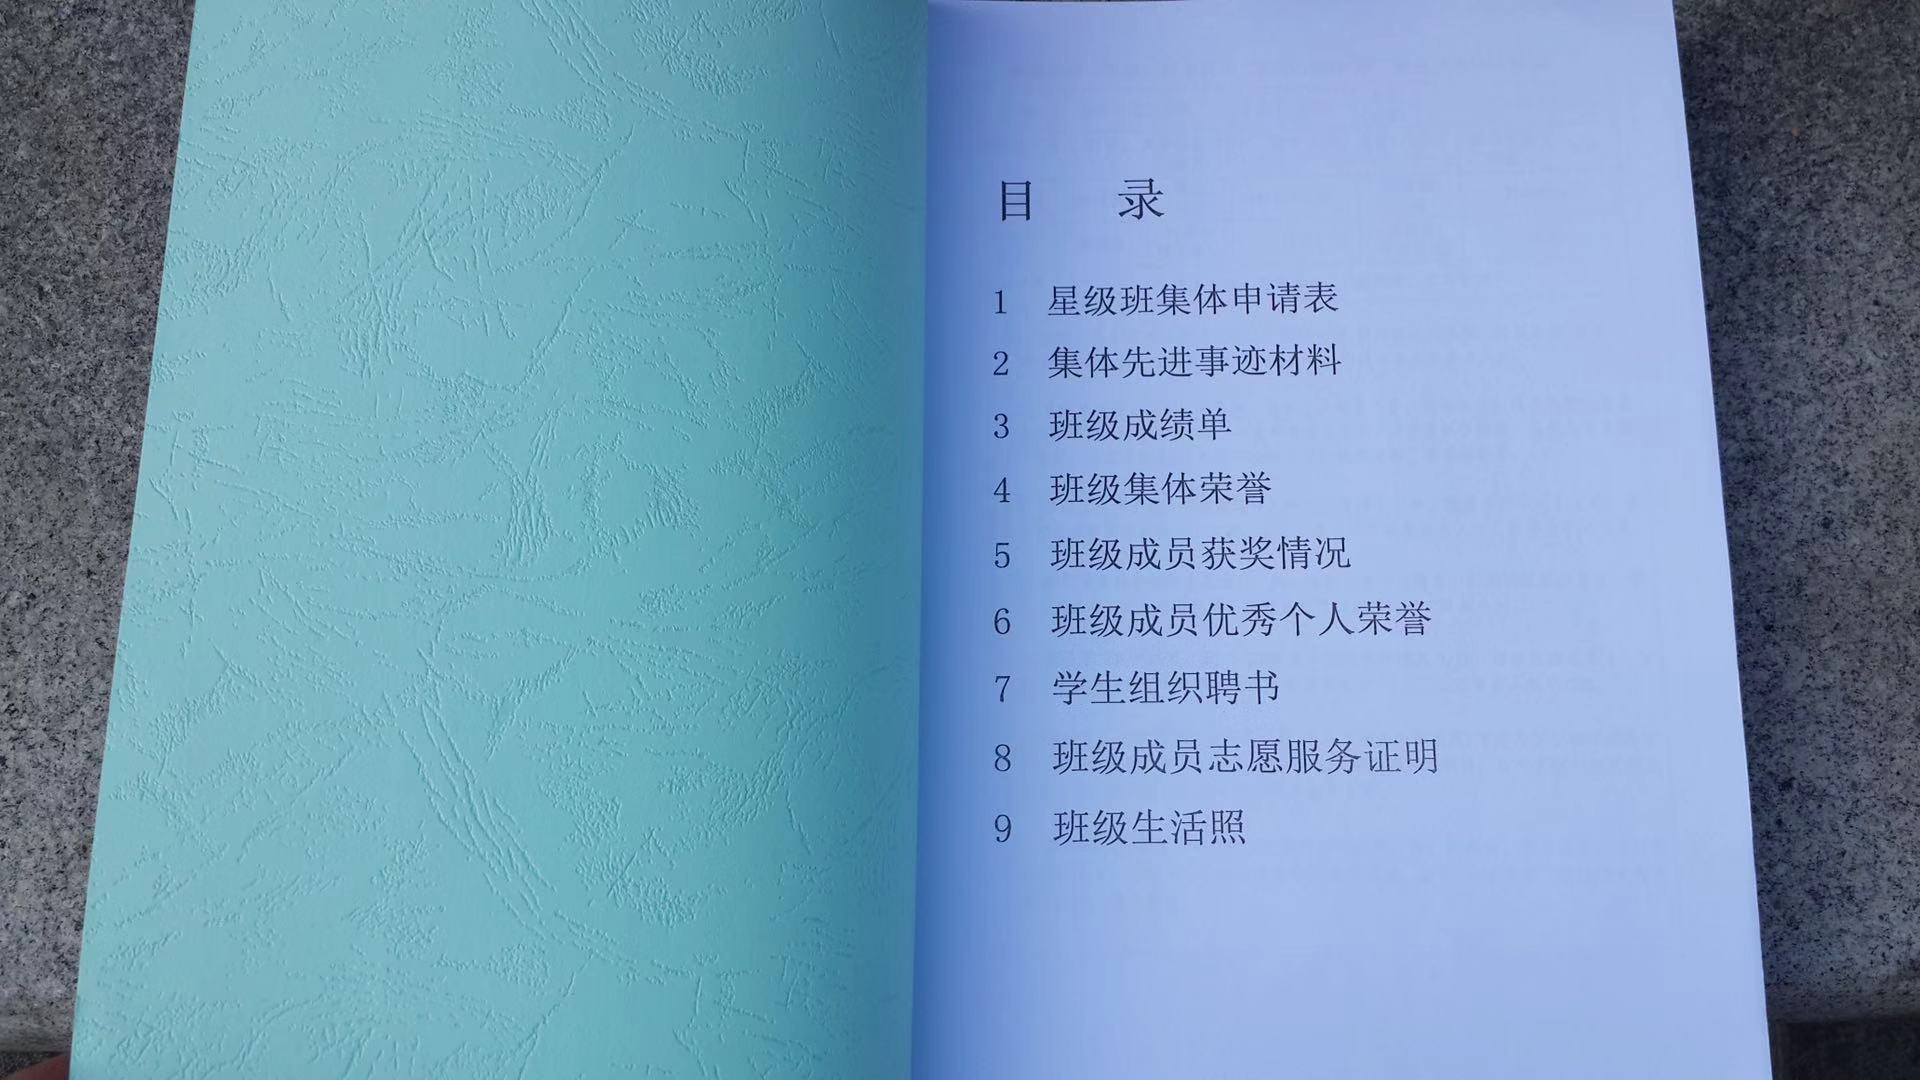 目 录
1 星级班集体申请表
2 集体先进事迹材料
3 班级成绩单
4 班级集体荣誉
5 班级成员获奖情况
6 班级成员优秀个人荣誉
7 学生组织聘书
8 班级成员志愿服务证明
9 班级生活照